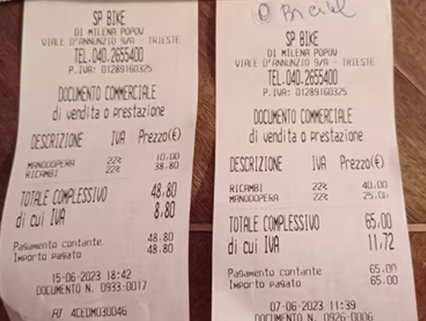 SP BIKE
DI MILENA POPOW
VIALE D'ANNUNZIO 9/A - TRIESTE
TEL.040.2655400
P.IVA: 01289160325
DOCUMENTO COMMERCIALE
di vendita o prestazione
DESCRIZIONE IVA Prezzo(€)
MANODOPERA 22% 10,00
RICAMBI 22% 38,80
TOTALE COMPLESSIVO 48,80
di cui IVA 8,80
Pagamento contante 48,80
Importo pagato 48,80
15-06-2023 18:42
DOCUMENTO N. 0933-0017
RT 4CEDM030046
SP BIKE
DI MILENA POPOW
VIALE D'ANNUNZIO 9/A - TRIESTE
TEL.040.2655400
P.IVA: 01289160325
DOCUMENTO COMMERCIALE
di vendita o prestazione
DESCRIZIONE IVA Prezzo(€)
RICAMBI 22% 40,00
MANODOPERA 22% 25,00
TOTALE COMPLESSIVO 65,00
di cui IVA 11,72
Pagamento contante 65,00
Importo pagato 65,00
07-06-2023 11:39
DOCUMENTO N. 0926-0006